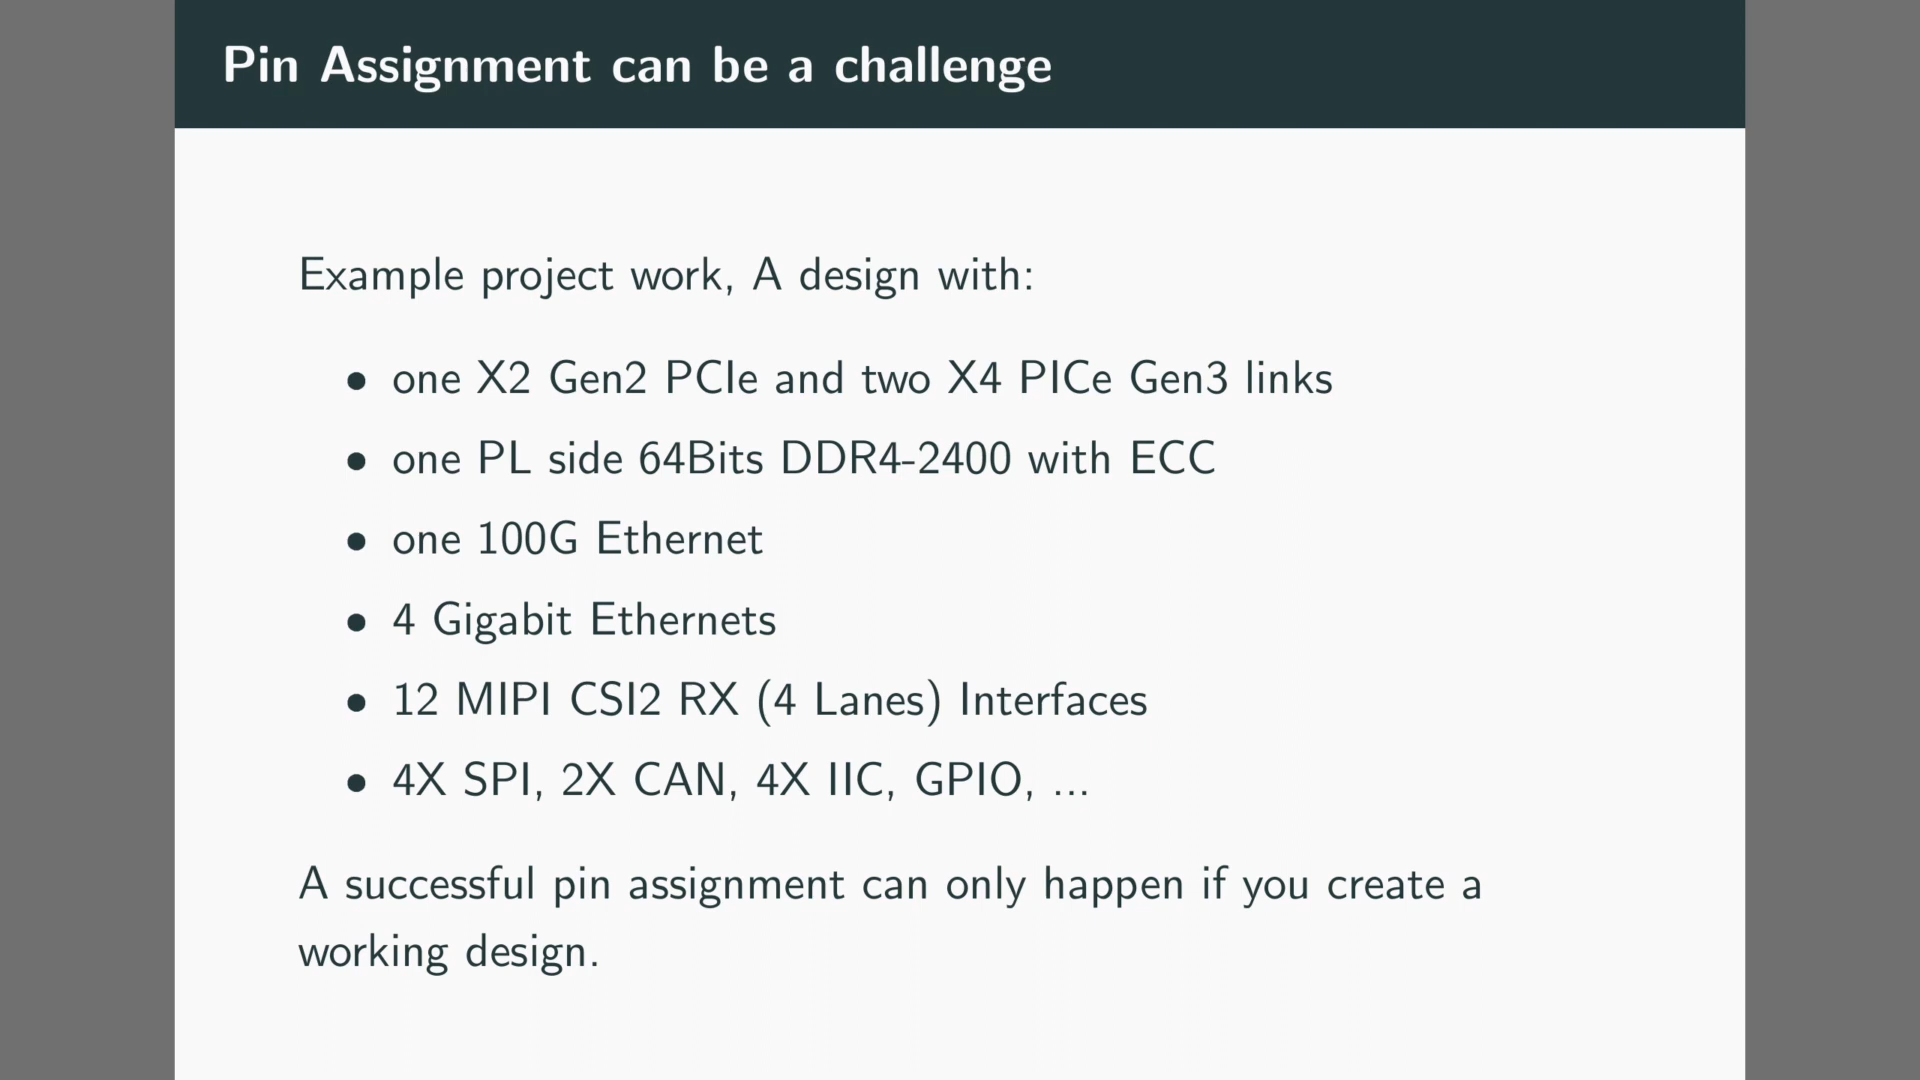 Pin Assignment can be a challenge
Example project work, A design with:
• one X2 Gen2 PCIe and two X4 PICe Gen3 links
• one PL side 64Bits DDR4-2400 with ECC
• one 100G Ethernet
• 4 Gigabit Ethernets
• 12 MIPI CSI2 RX (4 Lanes) Interfaces
• 4X SPI, 2X CAN, 4X IIC, GPIO, ...
A successful pin assignment can only happen if you create a
working design.